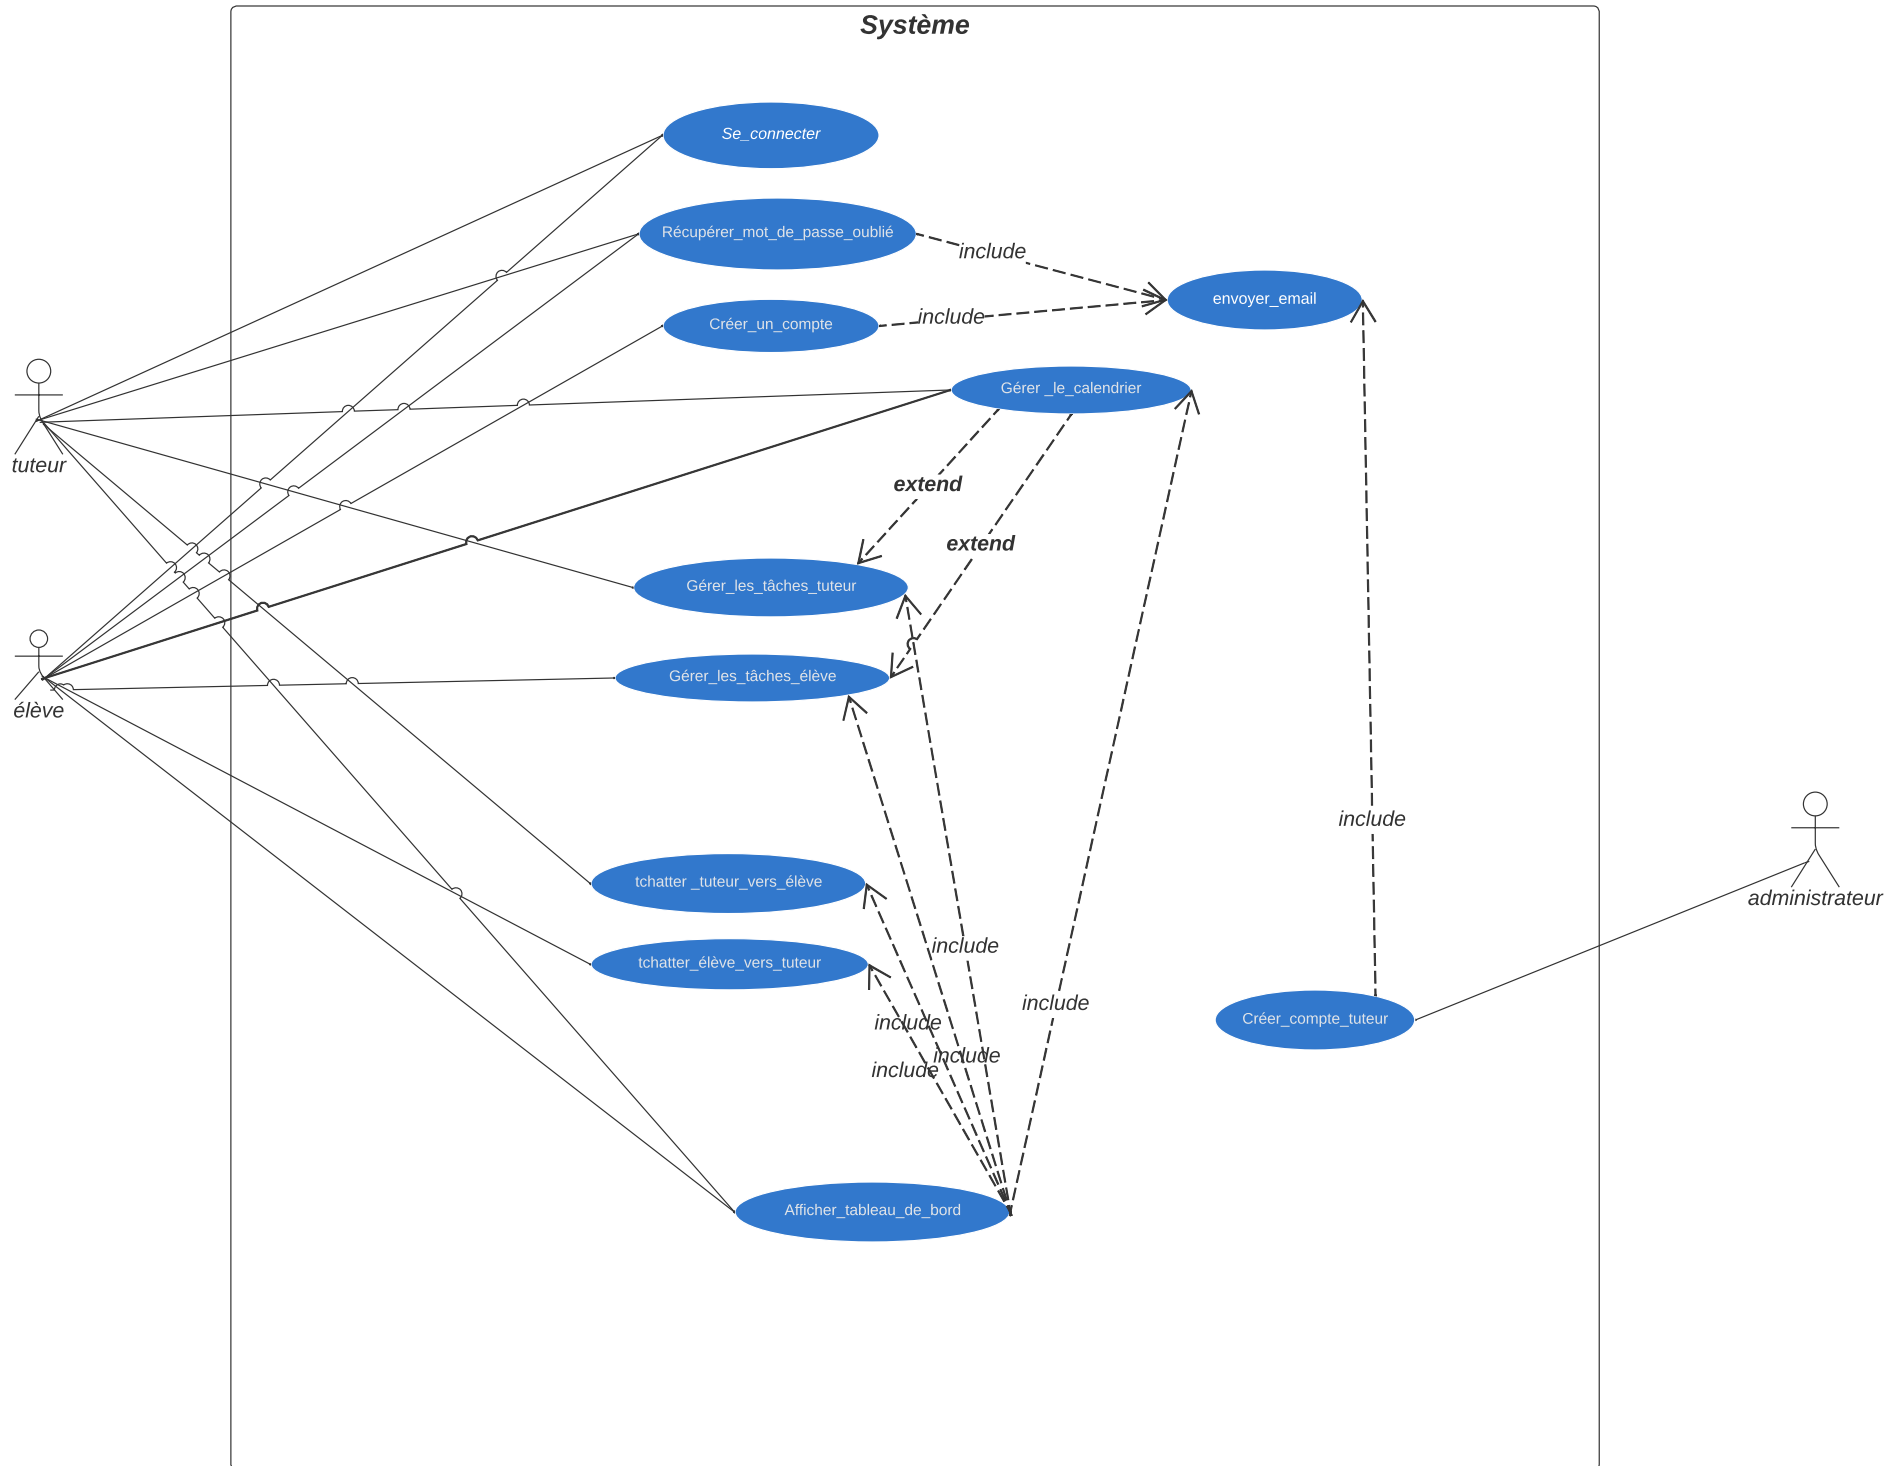 Système
Se_connecter
Récupérer_mot_de_passe_oublié
include
envoyer_email
Créer_un_compte
include
Gérer _le_calendrier
tuteur
extend
extend
Gérer_les_tâches_tuteur
Gérer_les_tâches_élève
élève
include
administrateur
tchatter _tuteur_vers_élève
include
tchatter_élève_vers_tuteur
include
include
Créer_compte_tuteur
include
include
Afficher_tableau_de_bord